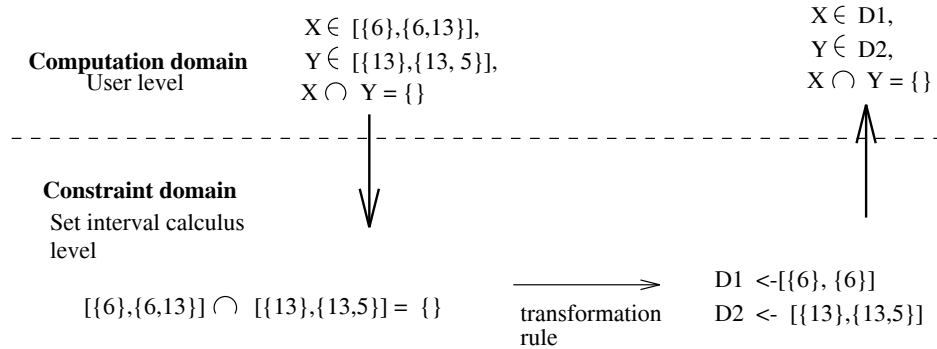 X ∈ [{6},{6,13}],
Y ∈ [{13},{13, 5}],
X ∩ Y = {}
X ∈ D1,
Y ∈ D2,
X ∩ Y = {}
Computation domain
User level
Constraint domain
Set interval calculus
level
[{6},{6,13}] ∩ [{13},{13,5}] = {}
transformation
rule
D1 <-[{6}, {6}]
D2 <- [{13},{13,5}]